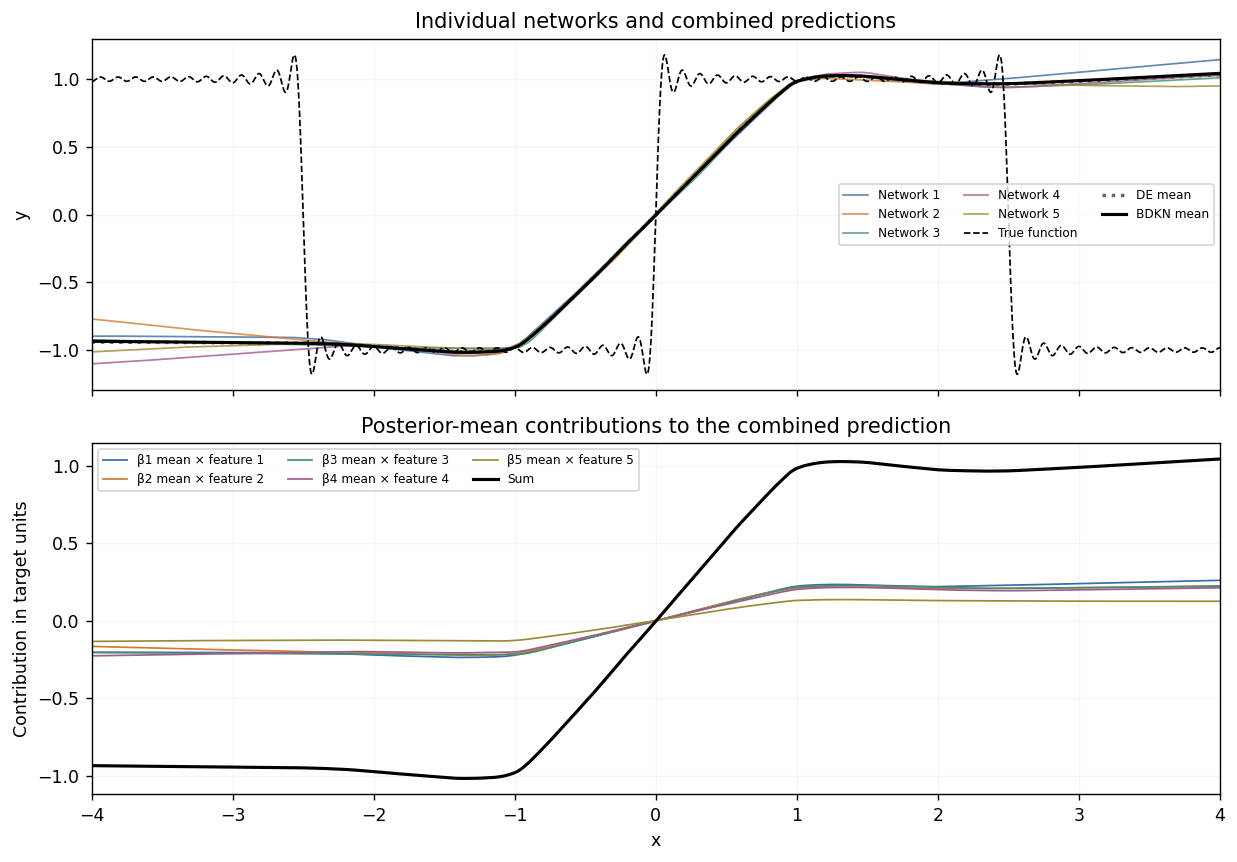 Individual networks and combined predictions
1.0
0.5
0.0
−0.5
−1.0
y
Network 1 Network 4 DE mean
Network 2 Network 5 BDKN mean
Network 3 True function
Posterior-mean contributions to the combined prediction
β1 mean × feature 1 β3 mean × feature 3 β5 mean × feature 5
β2 mean × feature 2 β4 mean × feature 4 Sum
1.0
0.5
0.0
−0.5
−1.0
Contribution in target units
−4 −3 −2 −1 0 1 2 3 4
x